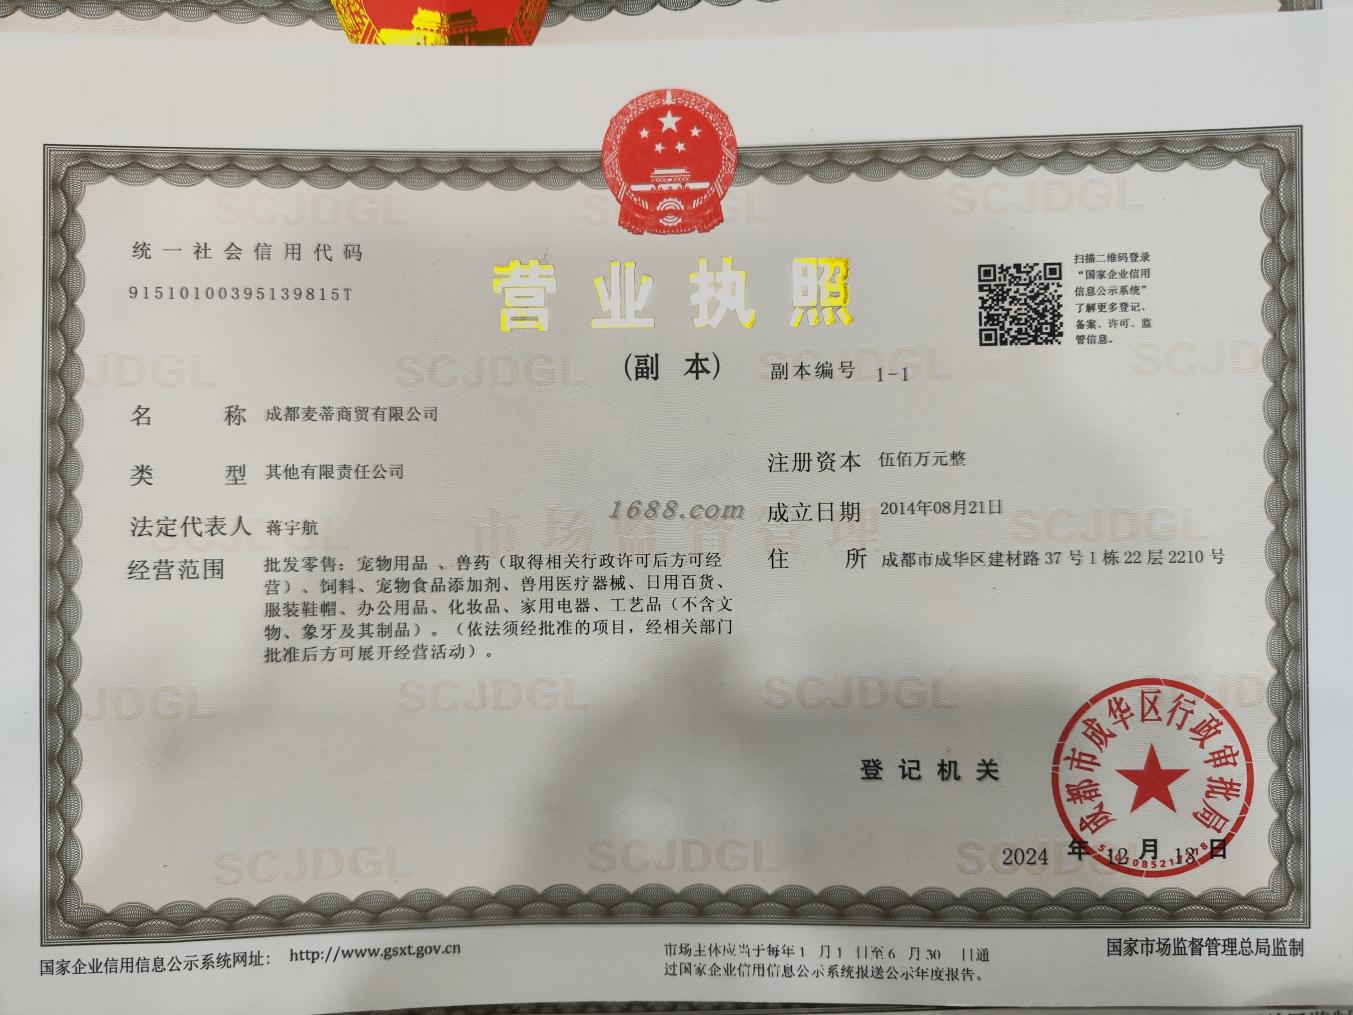 统一社会信用代码
91510100395139815T
营业执照
(副 本)
副本编号 1-1
扫描二维码登录
“国家企业信用
信息公示系统”
了解更多登记、
备案、许可、监
管信息。
名 称 成都麦蒂商贸有限公司
类 型 其他有限责任公司
法定代表人 蒋宇航
经营范围 批发零售：宠物用品 、兽药（取得相关行政许可后方可经
营）、饲料、宠物食品添加剂、兽用医疗器械、日用百货、
服装鞋帽、办公用品、化妆品、家用电器、工艺品（不含文
物、象牙及其制品）。（依法须经批准的项目，经相关部门
批准后方可展开经营活动）。
注册资本 伍佰万元整
成立日期 2014年08月21日
住 所 成都市成华区建材路 37 号 1 栋 22 层 2210 号
1688.com
登记机关
成都市成华区行政审批局
2024 年 12 月 13 日
国家企业信用信息公示系统网址： http://www.gsxt.gov.cn
市场主体应当于每年1 月1 日至6 月30 日通
过国家企业信用信息公示系统报送公示年度报告。
国家市场监督管理总局监制
SCJDGL
市场监督管理